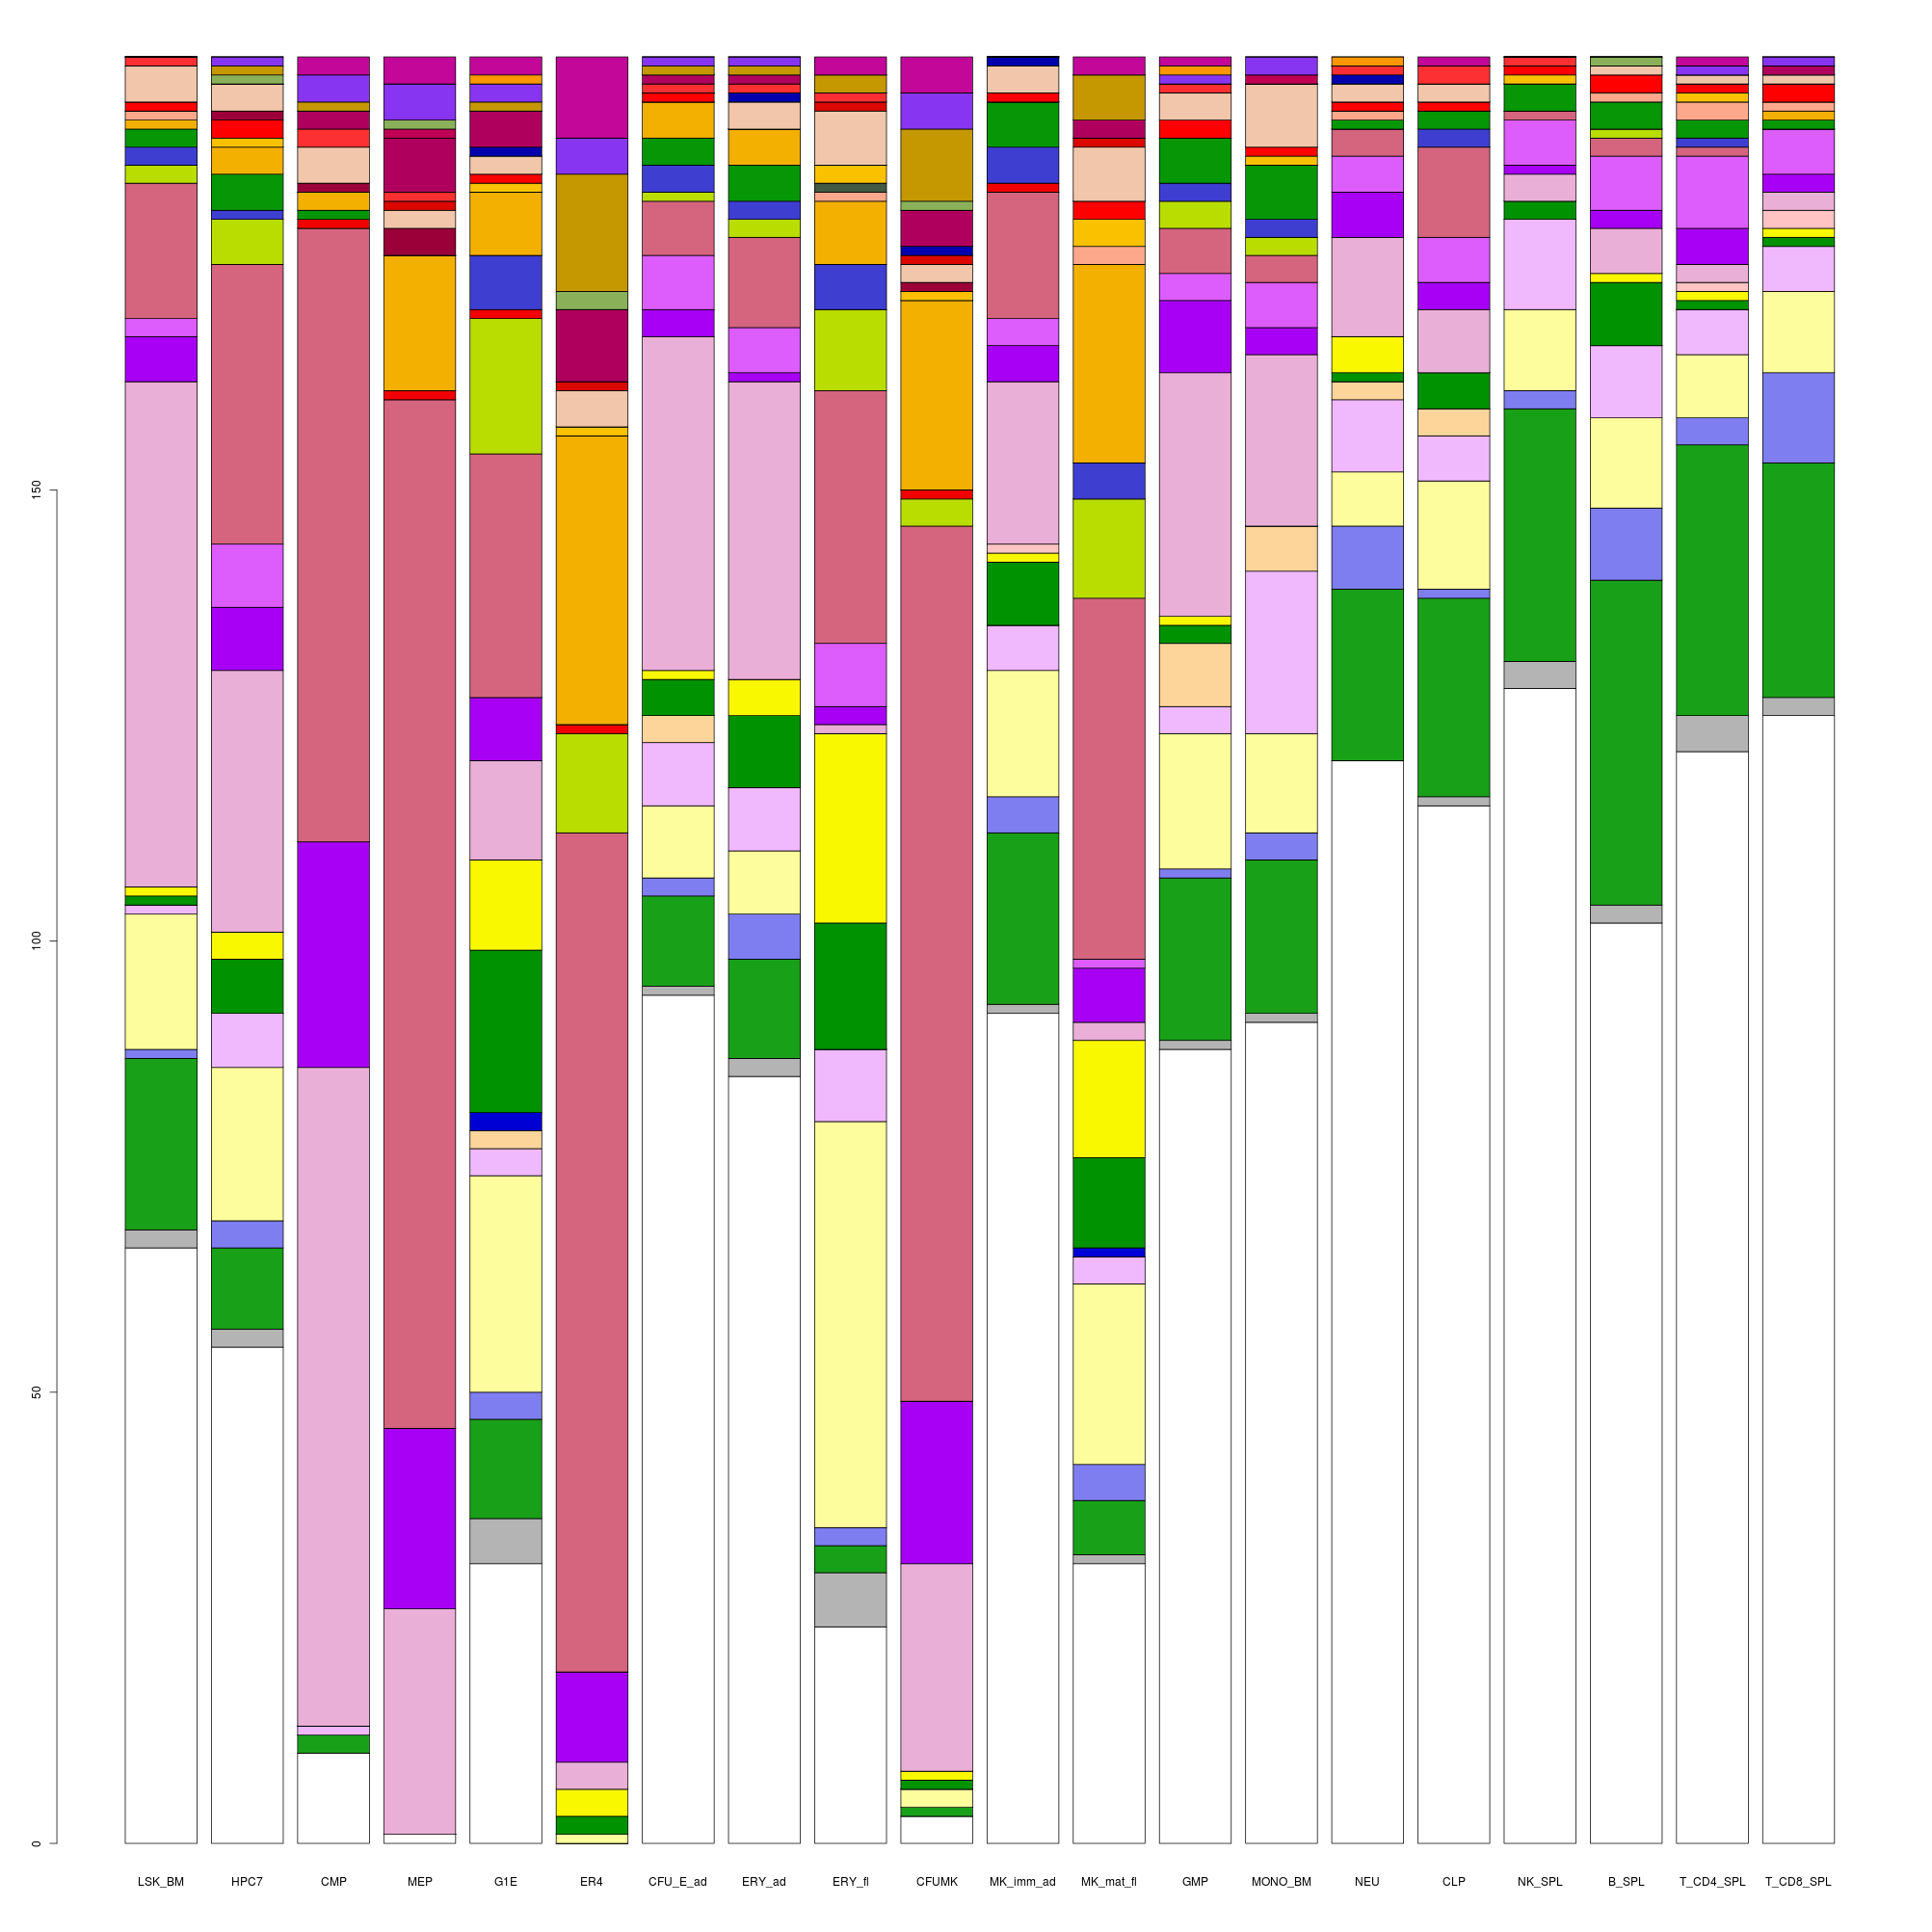 150
100
50
0
LSK_BM HPC7 CMP MEP G1E ER4 CFU_E_ad ERY_ad ERY_fl CFUMK MK_imm_ad MK_mat_fl GMP MONO_BM NEU CLP NK_SPL B_SPL T_CD4_SPL T_CD8_SPL